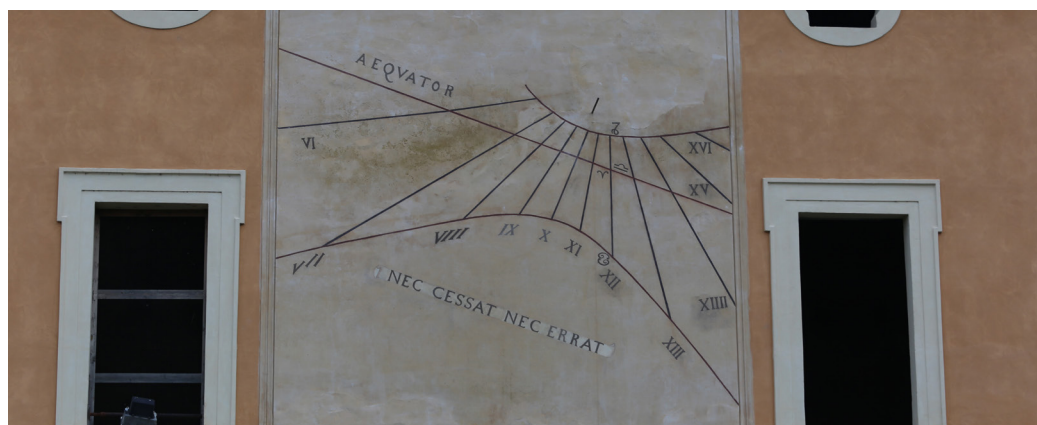 AEQVATOR
VI
XVI
XV
VII
VIII
IX
X
XI
XII
XIII
XIIII
NEC CESSAT NEC ERRAT